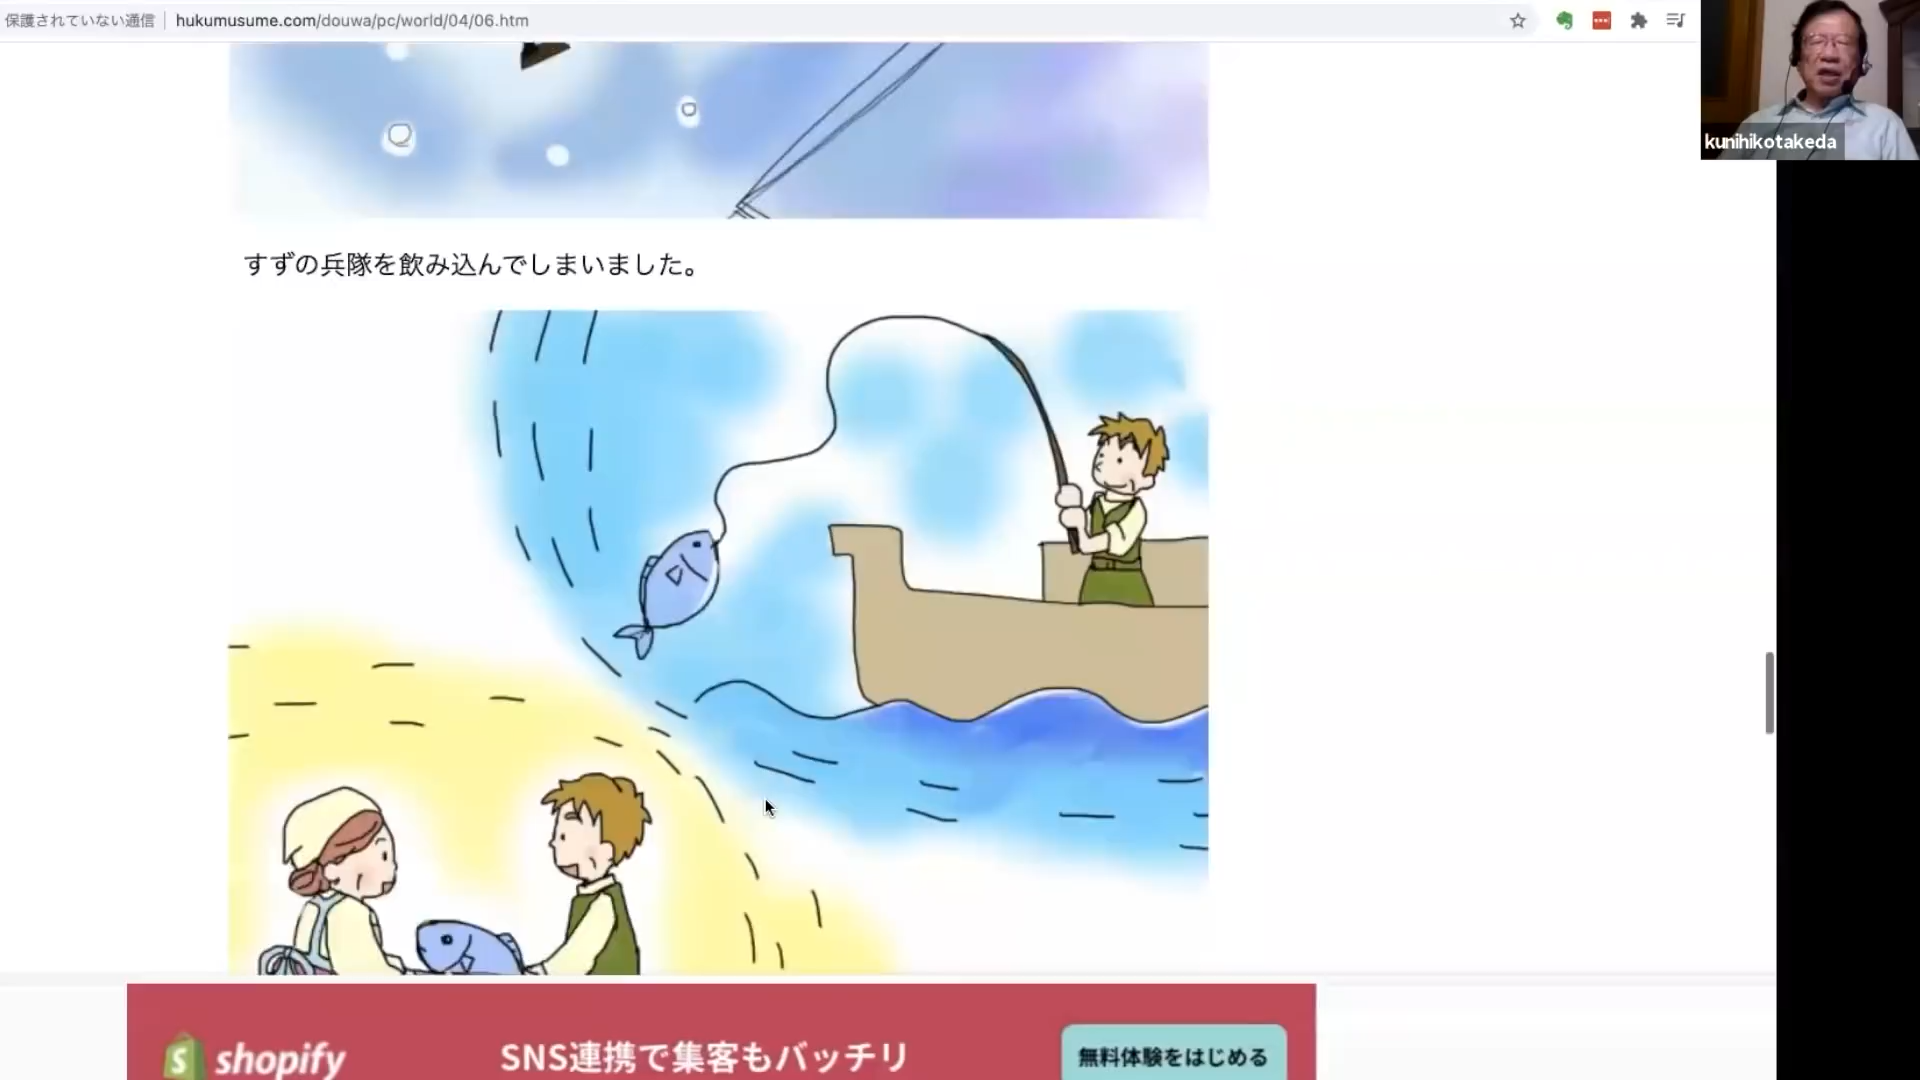 保護されていない通信 hukumusume.com/douwa/pc/world/04/06.htm
kunihikotakeda
すずの兵隊を飲み込んでしまいました。
shopify SNS連携で集客もバッチリ 無料体験をはじめる